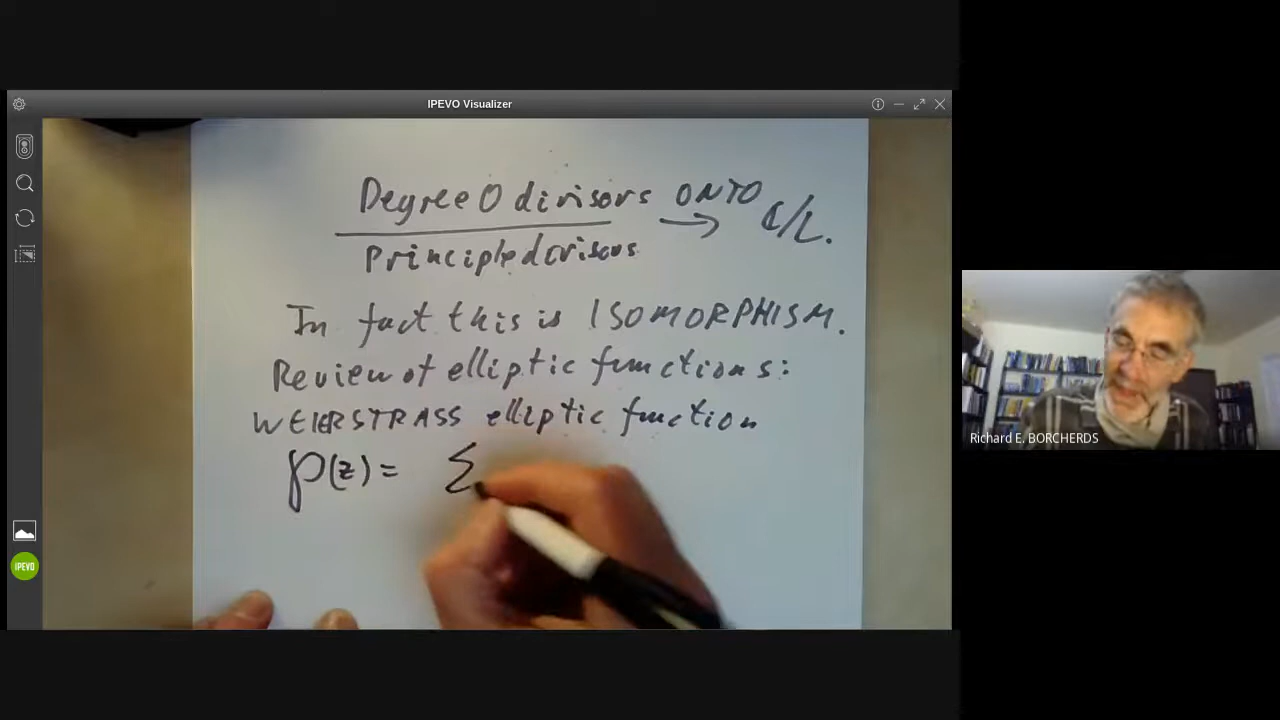 IPEVO Visualizer
Degree 0 divisors ONTO
→ C/L.
Principle divisors
In fact this is ISOMORPHISM.
Review of elliptic functions:
WEIERSTRASS elliptic function
℘(z) = Σ
Richard E. BORCHERDS
IPEVO